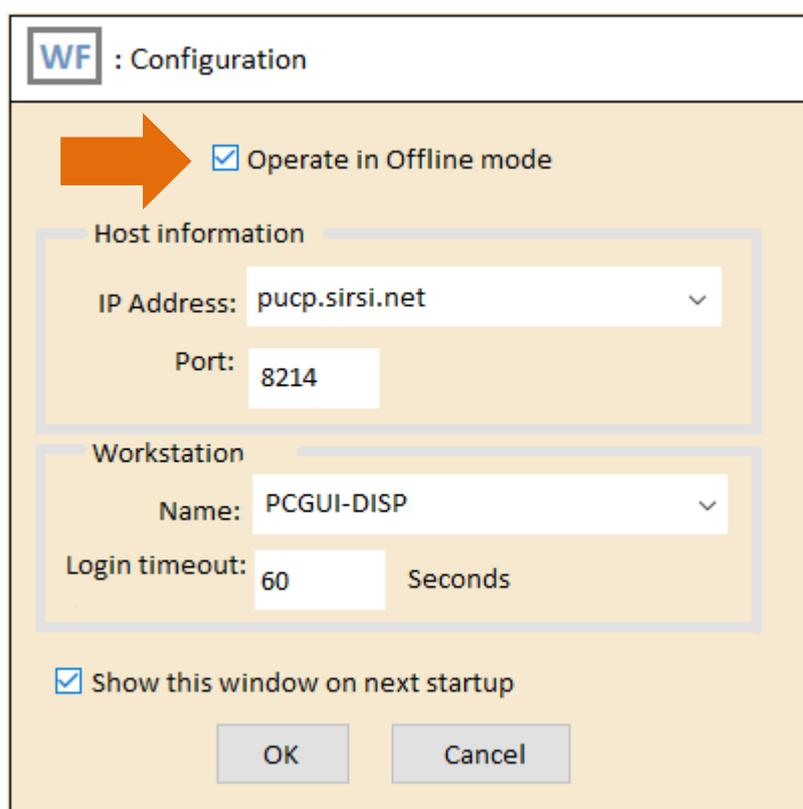 WF : Configuration
Operate in Offline mode
Host information
IP Address: pucp.sirsi.net
Port: 8214
Workstation
Name: PCGUI-DISP
Login timeout: 60 Seconds
Show this window on next startup
OK Cancel